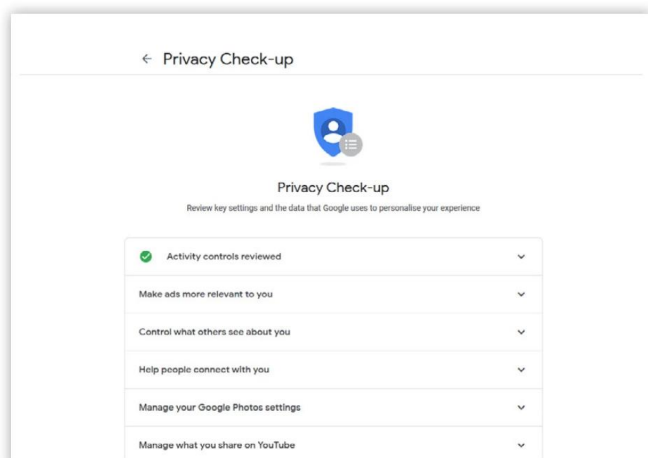 Privacy Check-up
Privacy Check-up
Review key settings and the data that Google uses to personalise your experience
Activity controls reviewed
Make ads more relevant to you
Control what others see about you
Help people connect with you
Manage your Google Photos settings
Manage what you share on YouTube